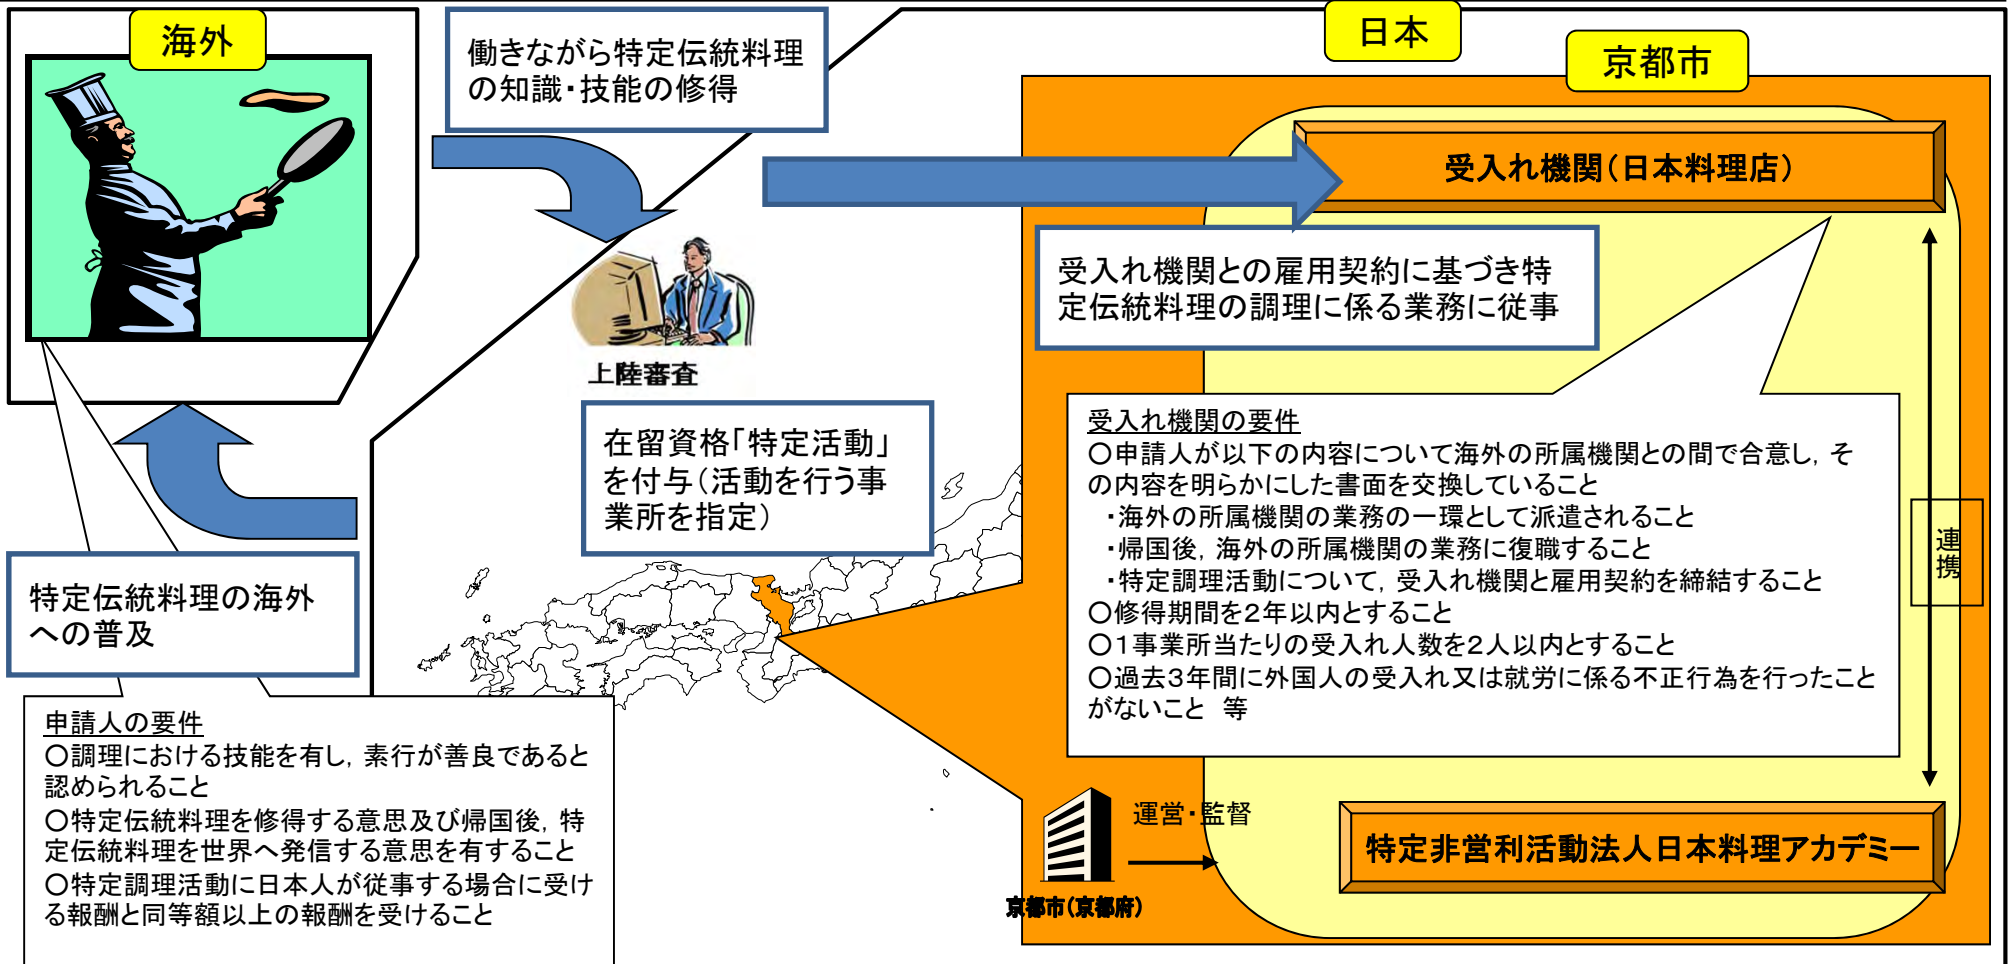 海外
働きながら特定伝統料理
の知識・技能の修得
日本
京都市
受入れ機関（日本料理店）
受入れ機関との雇用契約に基づき特
定伝統料理の調理に係る業務に従事
上陸審査
在留資格「特定活動」
を付与（活動を行う事
業所を指定）
受入れ機関の要件
○申請人が以下の内容について海外の所属機関との間で合意し，そ
の内容を明らかにした書面を交換していること
・海外の所属機関の業務の一環として派遣されること
・帰国後，海外の所属機関の業務に復職すること
・特定調理活動について，受入れ機関と雇用契約を締結すること
○修得期間を２年以内とすること
○１事業所当たりの受入れ人数を２人以内とすること
○過去３年間に外国人の受入れ又は就労に係る不正行為を行ったこと
がないこと　等
連携
特定伝統料理の海外
への普及
申請人の要件
○調理における技能を有し，素行が善良であると
認められること
○特定伝統料理を修得する意思及び帰国後，特
定伝統料理を世界へ発信する意思を有すること
○特定調理活動に日本人が従事する場合に受け
る報酬と同等額以上の報酬を受けること
運営・監督
京都市（京都府）
特定非営利活動法人日本料理アカデミー